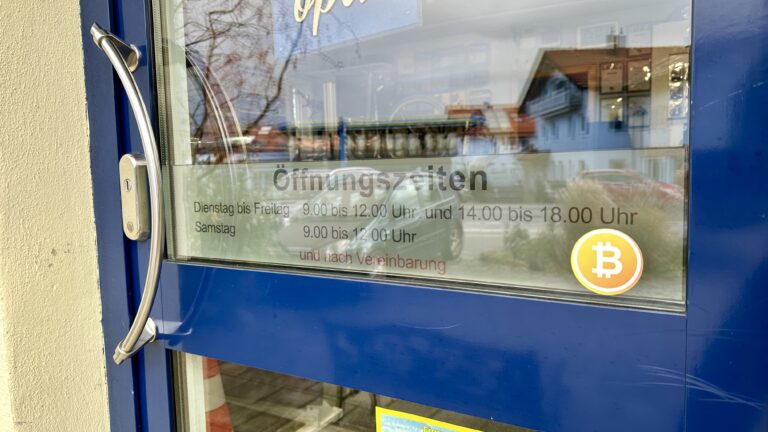 Öffnungszeiten
Dienstag bis Freitag 9.00 bis 12.00 Uhr und 14.00 bis 18.00 Uhr
Samstag 9.00 bis 12.00 Uhr
und nach Vereinbarung